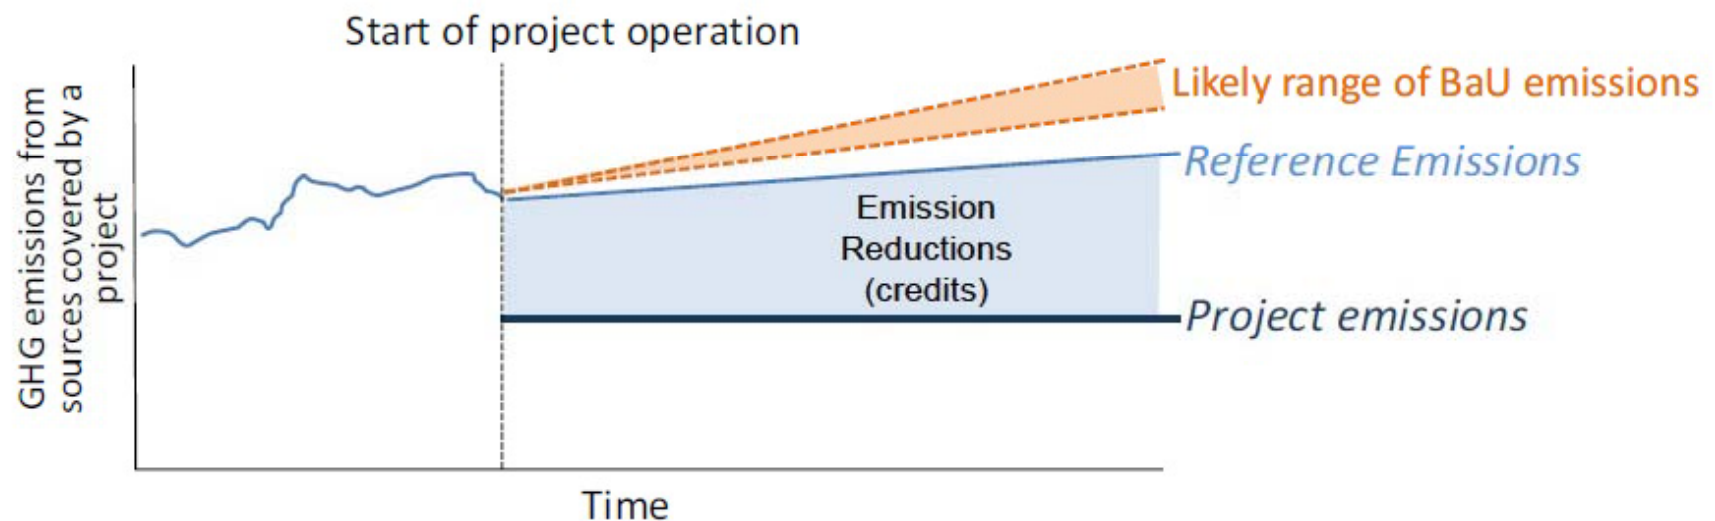 Start of project operation
GHG emissions from
sources covered by a
project
Likely range of BaU emissions
Reference Emissions
Emission
Reductions
(credits)
Project emissions
Time